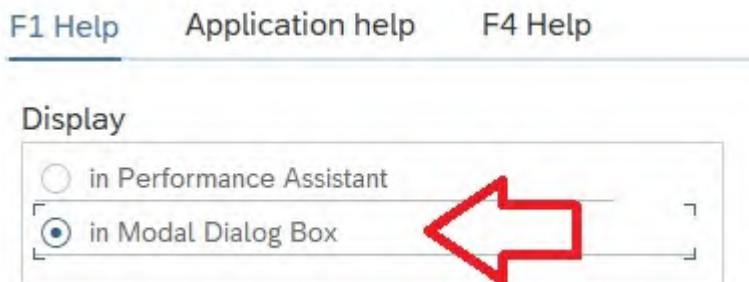 F1 Help Application help F4 Help
Display
in Performance Assistant
in Modal Dialog Box